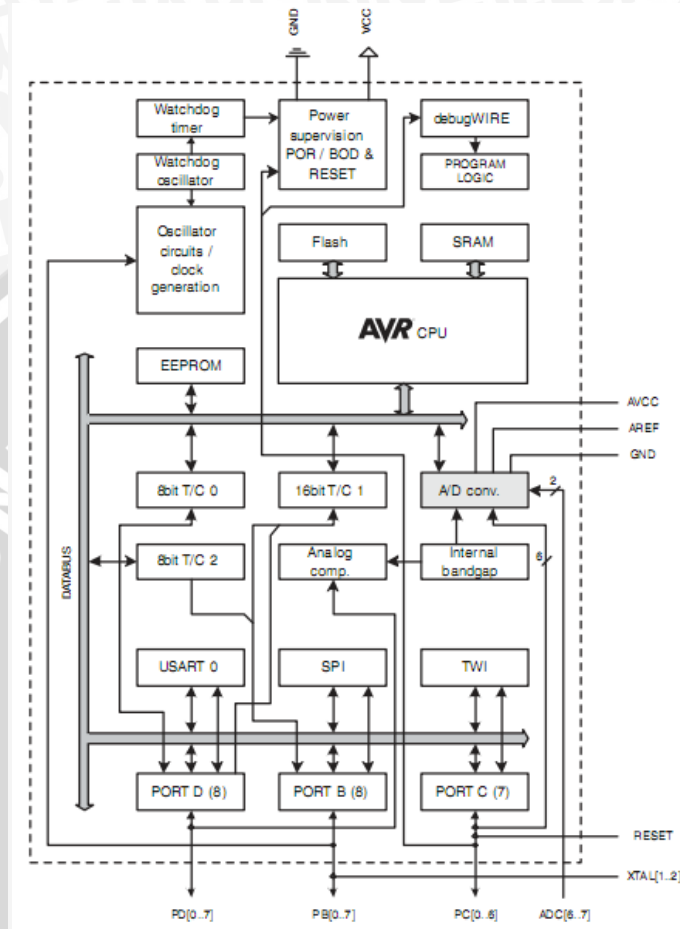 GND
VCC
Watchdog
timer
Power
supervision
POR / BOD &
RESET
debugWIRE
Watchdog
oscillator
PROGRAM
LOGIC
Oscillator
circuits /
clock
generation
Flash
SRAM
AVR CPU
EEPROM
AVCC
AREF
GND
8bit T/C 0
16bit T/C 1
A/D conv.
2
8bit T/C 2
Analog
comp.
Internal
bandgap
6
DATABUS
USART 0
SPI
TWI
PORT D (8)
PORT B (8)
PORT C (7)
RESET
XTAL[1..2]
PD[0..7]
PB[0..7]
PC[0..6]
ADC[6..7]